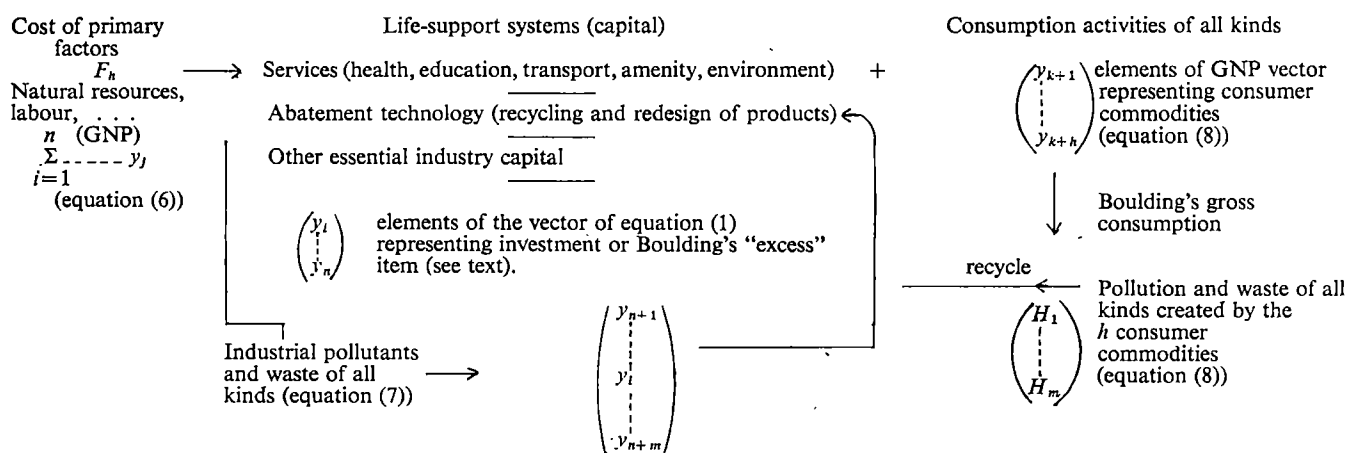 Cost of primary
factors
F_h
Natural resources,
labour, . . .
n (GNP)
Σ - - - - - y_j
i=1
(equation (6))
Life-support systems (capital)
Services (health, education, transport, amenity, environment) +
Abatement technology (recycling and redesign of products)
Other essential industry capital
y_i
y_n
elements of the vector of equation (1)
representing investment or Boulding's “excess”
item (see text).
Industrial pollutants
and waste of all
kinds (equation (7))
y_{n+1}
y_i
y_{n+m}
Consumption activities of all kinds
y_{k+1}
y_{k+h}
elements of GNP vector
representing consumer
commodities
(equation (8))
Boulding's gross
consumption
recycle
Pollution and waste of all
kinds created by the
h consumer
commodities
(equation (8))
H_1
H_m